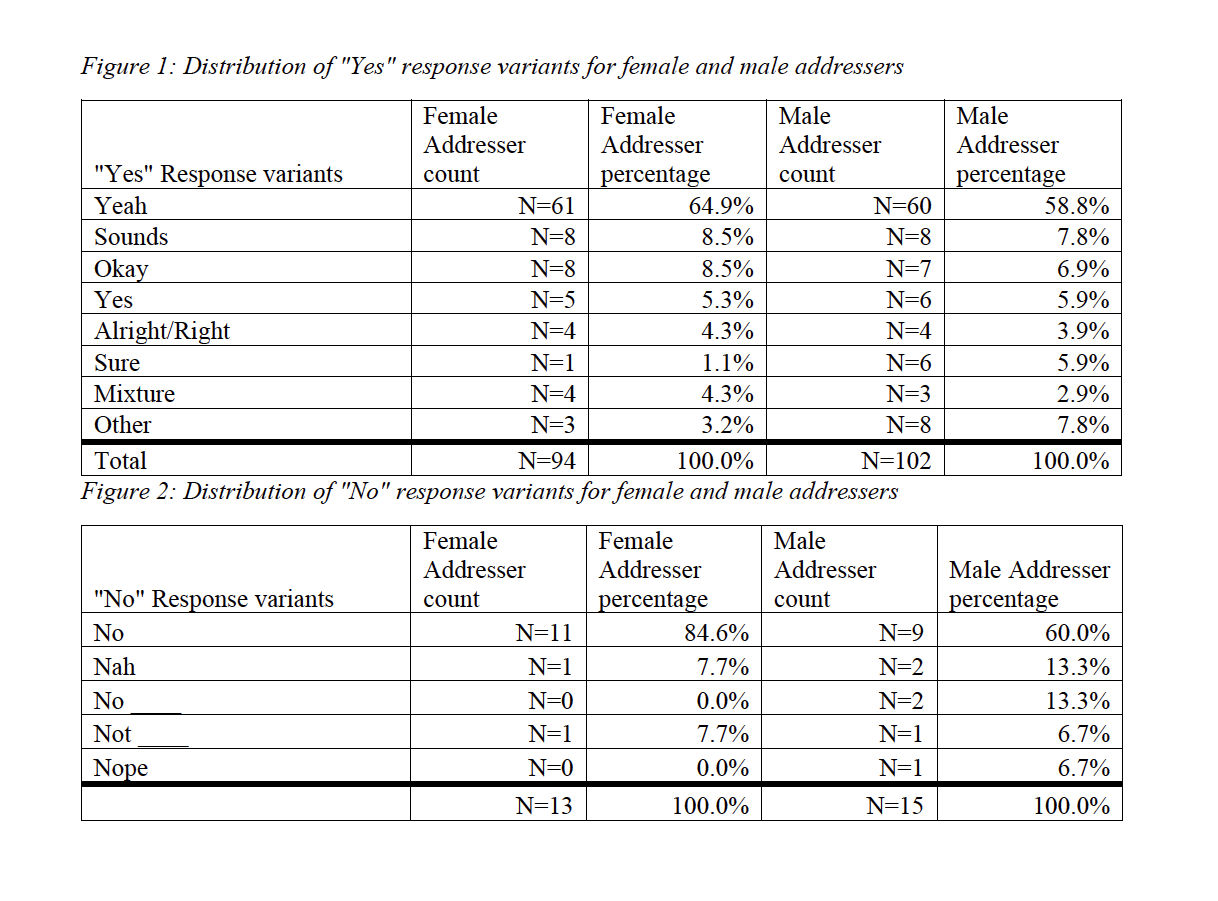 Figure 1: Distribution of "Yes" response variants for female and male addressers
"Yes" Response variants Female Addresser count Female Addresser percentage Male Addresser count Male Addresser percentage
Yeah N=61 64.9% N=60 58.8%
Sounds N=8 8.5% N=8 7.8%
Okay N=8 8.5% N=7 6.9%
Yes N=5 5.3% N=6 5.9%
Alright/Right N=4 4.3% N=4 3.9%
Sure N=1 1.1% N=6 5.9%
Mixture N=4 4.3% N=3 2.9%
Other N=3 3.2% N=8 7.8%
Total N=94 100.0% N=102 100.0%
Figure 2: Distribution of "No" response variants for female and male addressers
"No" Response variants Female Addresser count Female Addresser percentage Male Addresser count Male Addresser percentage
No N=11 84.6% N=9 60.0%
Nah N=1 7.7% N=2 13.3%
No ____ N=0 0.0% N=2 13.3%
Not ____ N=1 7.7% N=1 6.7%
Nope N=0 0.0% N=1 6.7%
N=13 100.0% N=15 100.0%